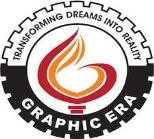 TRANSFORMING DREAMS INTO REALITY
GRAPHIC ERA